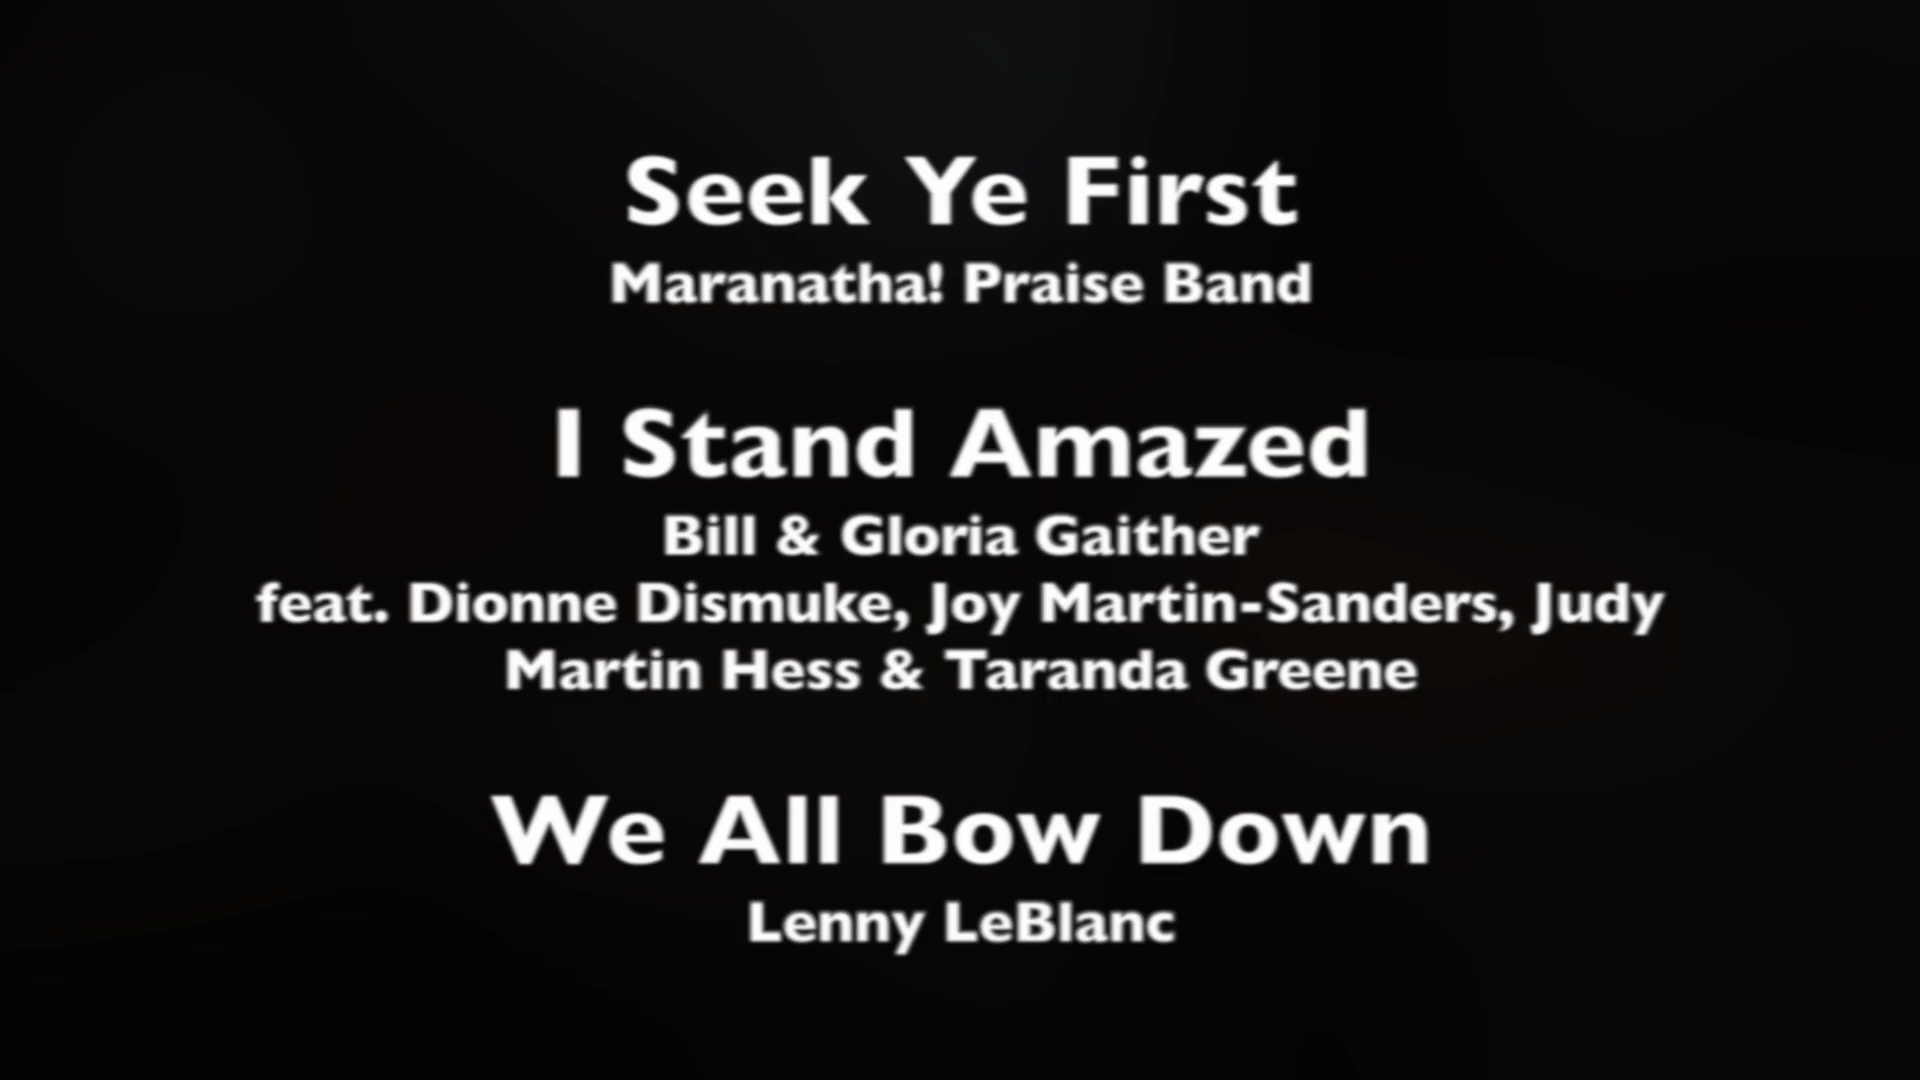 Seek Ye First
Maranatha! Praise Band
I Stand Amazed
Bill & Gloria Gaither
feat. Dionne Dismuke, Joy Martin-Sanders, Judy
Martin Hess & Taranda Greene
We All Bow Down
Lenny LeBlanc